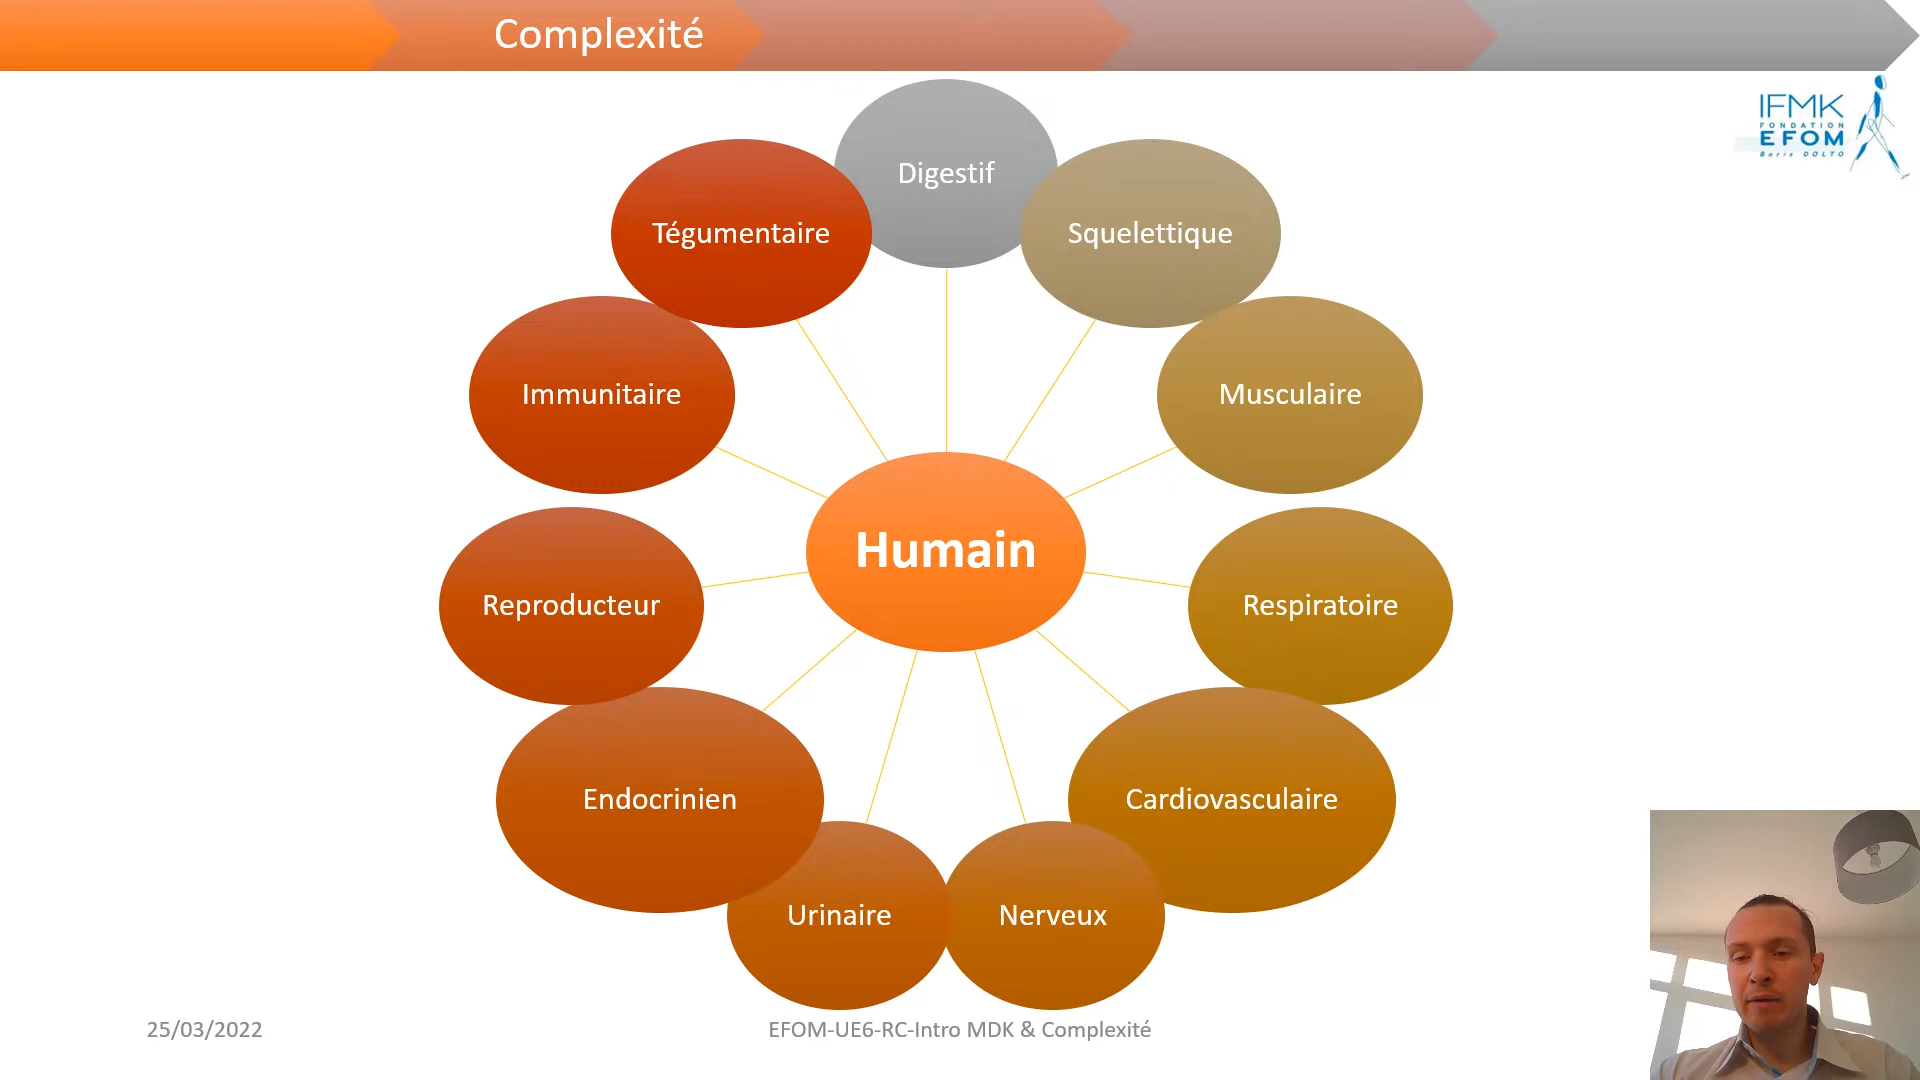 Complexité
IFMK
FONDATION
EFOM
Boris DOLTO
Digestif
Tégumentaire
Squelettique
Immunitaire
Musculaire
Humain
Reproducteur
Respiratoire
Endocrinien
Cardiovasculaire
Urinaire
Nerveux
25/03/2022
EFOM-UE6-RC-Intro MDK & Complexité